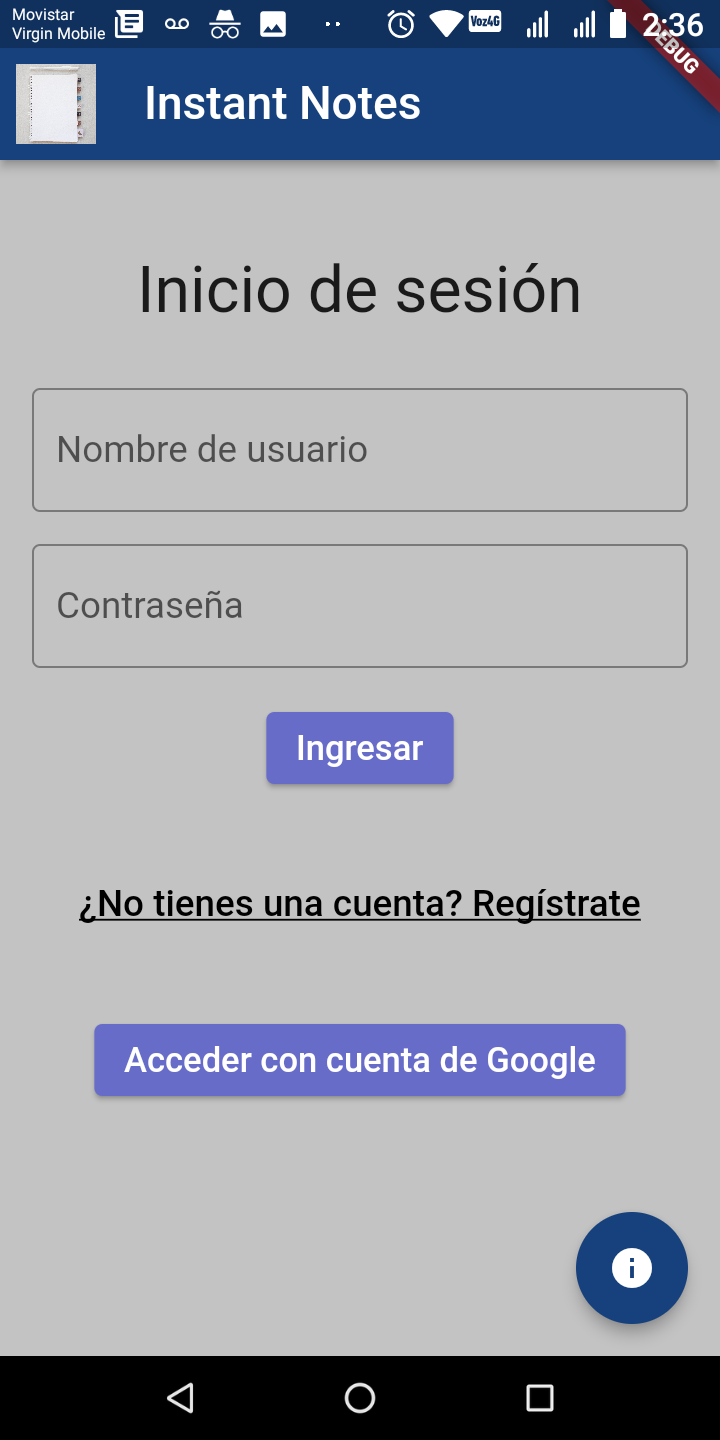 Movistar
Virgin Mobile
Voz4G
2:36
DEBUG
Instant Notes
Inicio de sesión
Nombre de usuario
Contraseña
Ingresar
¿No tienes una cuenta? Regístrate
Acceder con cuenta de Google